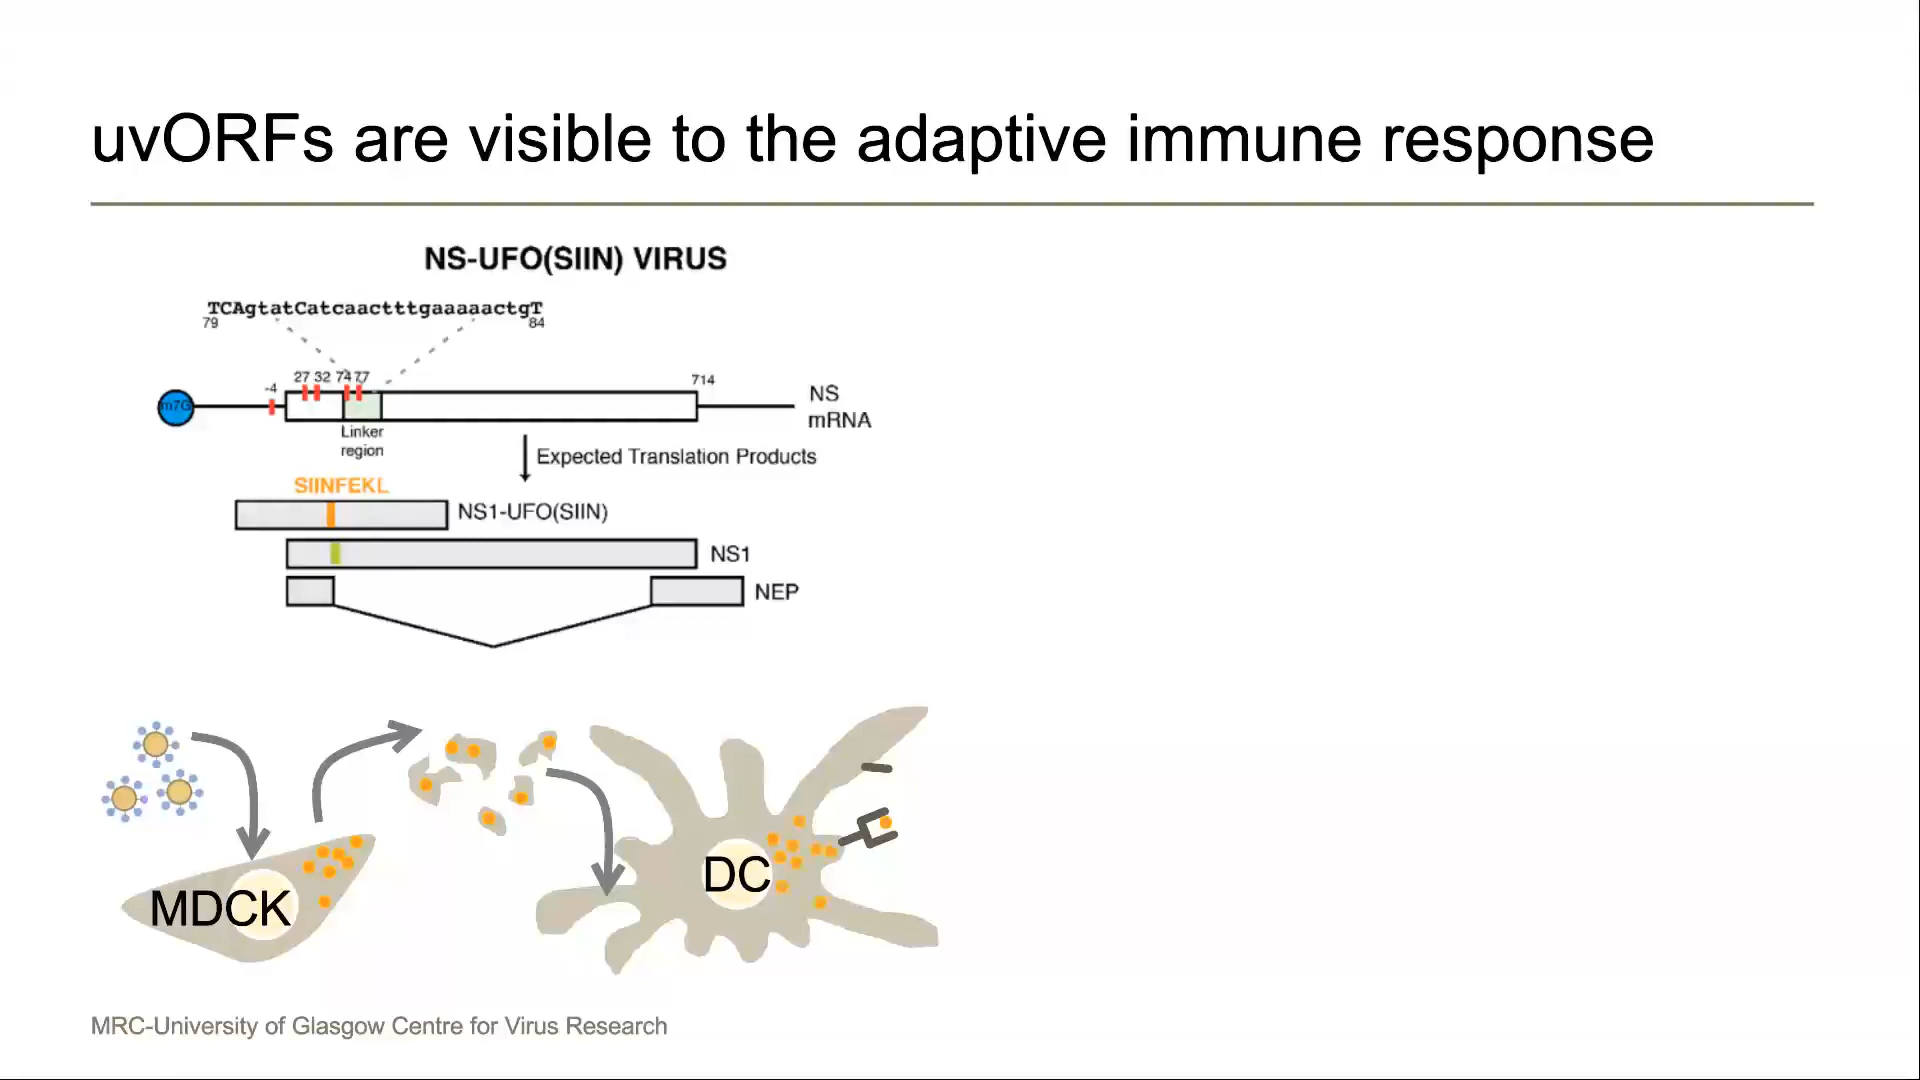 uvORFs are visible to the adaptive immune response
NS-UFO(SIIN) VIRUS
TCAgtatCatcaactttgaaaaactgT
79 84
-4 27 32 74 77 714
m7G
NS
mRNA
Linker
region
Expected Translation Products
SIINFEKL
NS1-UFO(SIIN)
NS1
NEP
MDCK
DC
MRC-University of Glasgow Centre for Virus Research